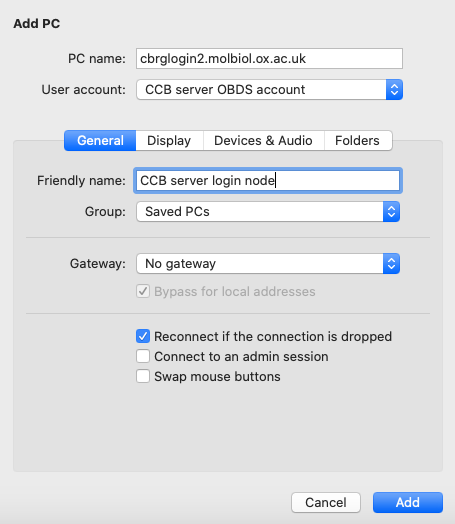 Add PC
PC name: cbrglogin2.molbiol.ox.ac.uk
User account: CCB server OBDS account
General Display Devices & Audio Folders
Friendly name: CCB server login node
Group: Saved PCs
Gateway: No gateway
Bypass for local addresses
Reconnect if the connection is dropped
Connect to an admin session
Swap mouse buttons
Cancel Add